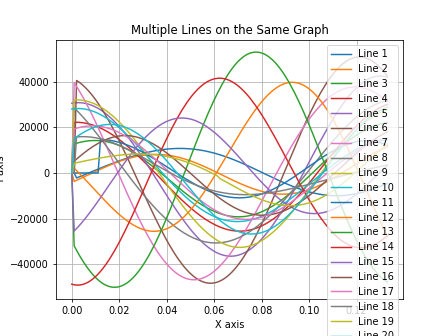 Multiple Lines on the Same Graph
40000
20000
0
−20000
−40000
0.00
0.02
0.04
0.06
0.08
0.10
X axis
axis
Line 1
Line 2
Line 3
Line 4
Line 5
Line 6
Line 7
Line 8
Line 9
Line 10
Line 11
Line 12
Line 13
Line 14
Line 15
Line 16
Line 17
Line 18
Line 19
Line 20